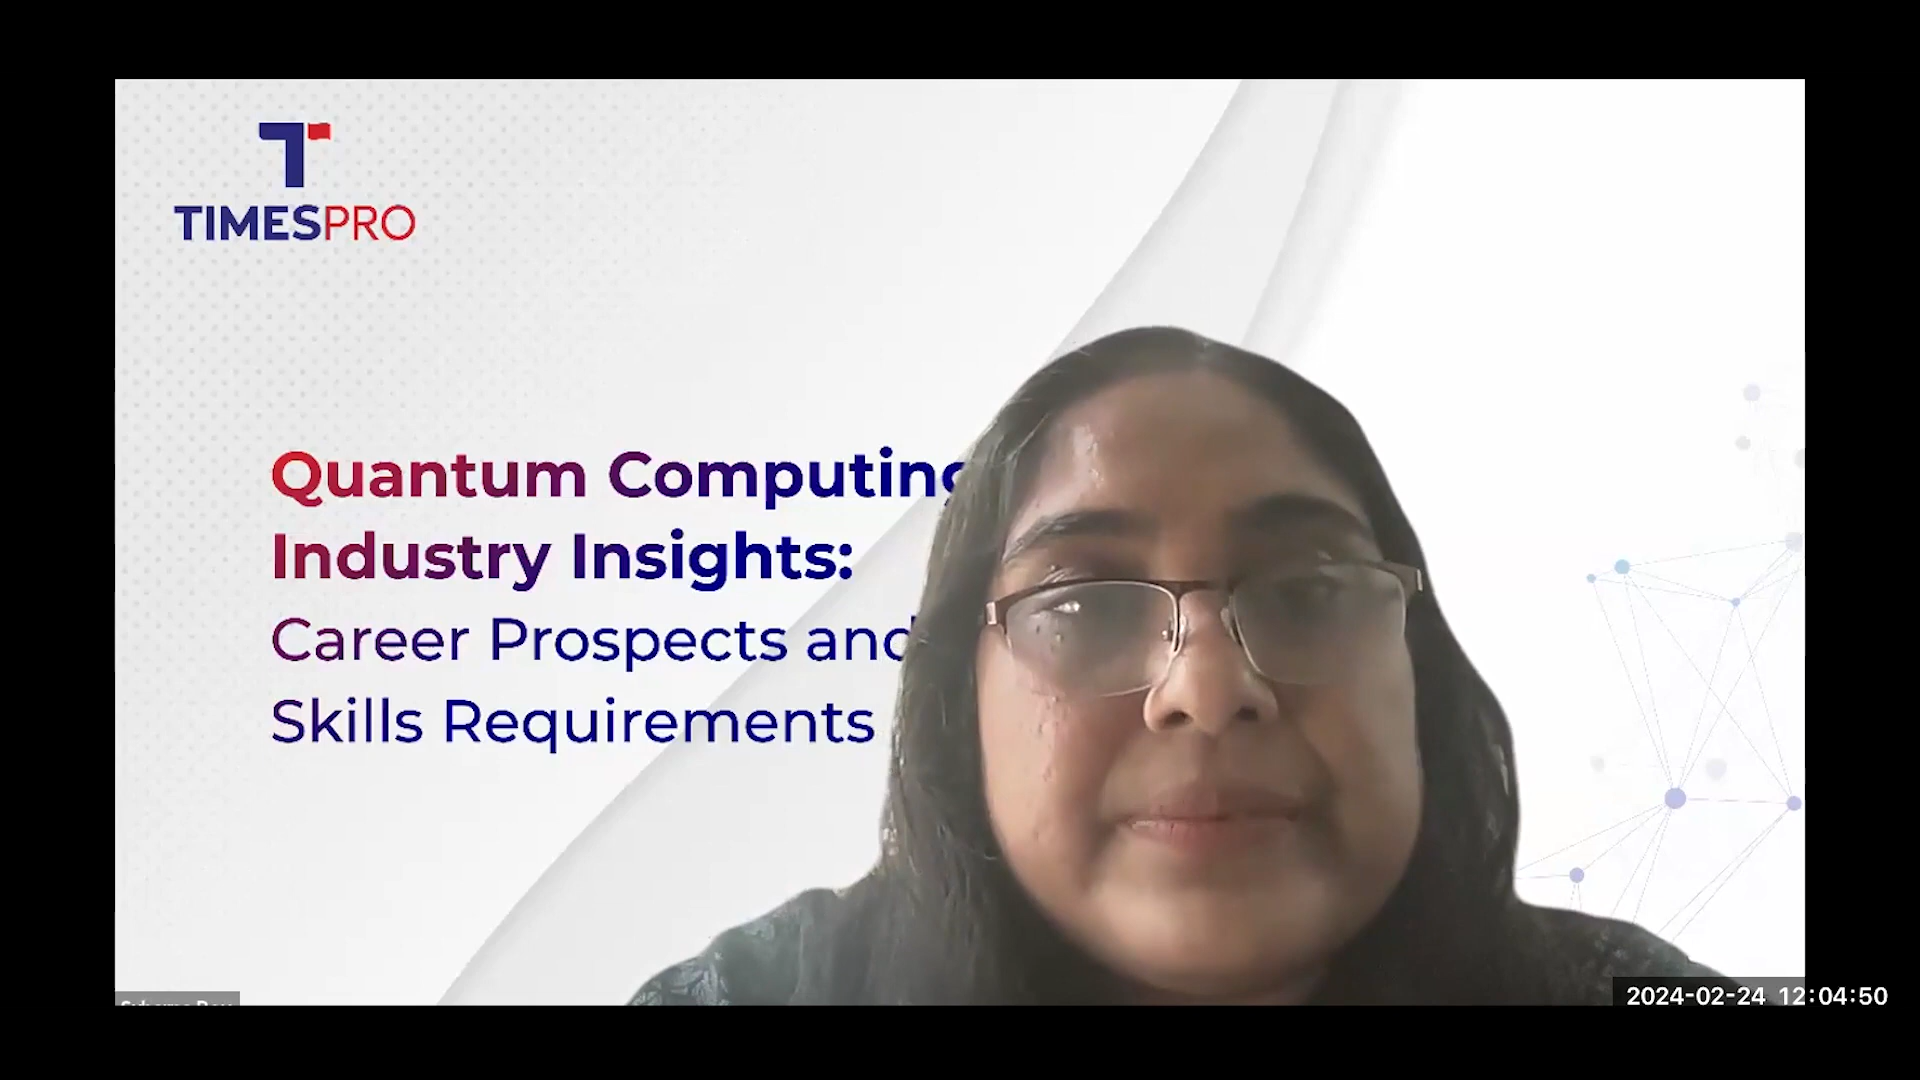 TIMESPRO
Quantum Computing
Industry Insights:
Career Prospects and
Skills Requirements
2024-02-24 12:04:50